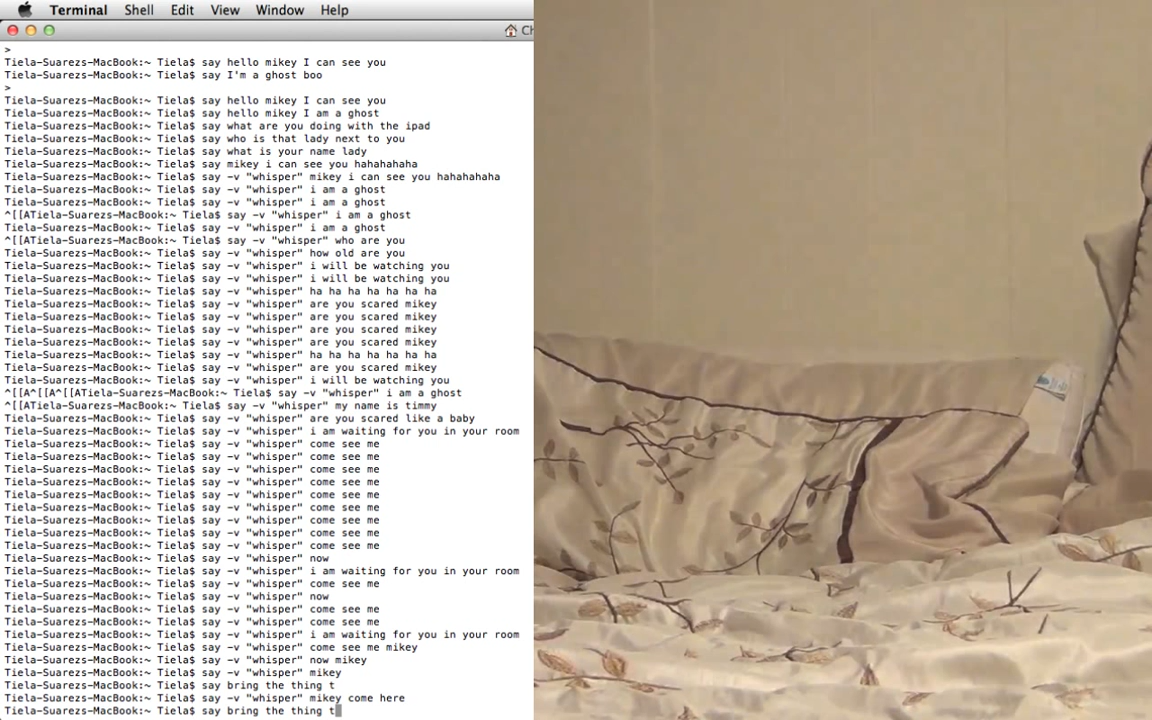 Terminal Shell Edit View Window Help
Ch
>
Tiela-Suarezs-MacBook:~ Tiela$ say hello mikey I can see you
Tiela-Suarezs-MacBook:~ Tiela$ say I'm a ghost boo
>
Tiela-Suarezs-MacBook:~ Tiela$ say hello mikey I can see you
Tiela-Suarezs-MacBook:~ Tiela$ say hello mikey I am a ghost
Tiela-Suarezs-MacBook:~ Tiela$ say what are you doing with the ipad
Tiela-Suarezs-MacBook:~ Tiela$ say who is that lady next to you
Tiela-Suarezs-MacBook:~ Tiela$ say what is your name lady
Tiela-Suarezs-MacBook:~ Tiela$ say mikey i can see you hahahahaha
Tiela-Suarezs-MacBook:~ Tiela$ say -v "whisper" mikey i can see you hahahahaha
Tiela-Suarezs-MacBook:~ Tiela$ say -v "whisper" i am a ghost
Tiela-Suarezs-MacBook:~ Tiela$ say -v "whisper" i am a ghost
^[[ATiela-Suarezs-MacBook:~ Tiela$ say -v "whisper" i am a ghost
Tiela-Suarezs-MacBook:~ Tiela$ say -v "whisper" i am a ghost
^[[ATiela-Suarezs-MacBook:~ Tiela$ say -v "whisper" who are you
Tiela-Suarezs-MacBook:~ Tiela$ say -v "whisper" how old are you
Tiela-Suarezs-MacBook:~ Tiela$ say -v "whisper" i will be watching you
Tiela-Suarezs-MacBook:~ Tiela$ say -v "whisper" i will be watching you
Tiela-Suarezs-MacBook:~ Tiela$ say -v "whisper" ha ha ha ha ha ha ha
Tiela-Suarezs-MacBook:~ Tiela$ say -v "whisper" are you scared mikey
Tiela-Suarezs-MacBook:~ Tiela$ say -v "whisper" are you scared mikey
Tiela-Suarezs-MacBook:~ Tiela$ say -v "whisper" are you scared mikey
Tiela-Suarezs-MacBook:~ Tiela$ say -v "whisper" are you scared mikey
Tiela-Suarezs-MacBook:~ Tiela$ say -v "whisper" ha ha ha ha ha ha ha
Tiela-Suarezs-MacBook:~ Tiela$ say -v "whisper" are you scared mikey
Tiela-Suarezs-MacBook:~ Tiela$ say -v "whisper" i will be watching you
^[[A^[[A^[[ATiela-Suarezs-MacBook:~ Tiela$ say -v "whisper" i am a ghost
^[[ATiela-Suarezs-MacBook:~ Tiela$ say -v "whisper" my name is timmy
Tiela-Suarezs-MacBook:~ Tiela$ say -v "whisper" are you scared like a baby
Tiela-Suarezs-MacBook:~ Tiela$ say -v "whisper" i am waiting for you in your room
Tiela-Suarezs-MacBook:~ Tiela$ say -v "whisper" come see me
Tiela-Suarezs-MacBook:~ Tiela$ say -v "whisper" come see me
Tiela-Suarezs-MacBook:~ Tiela$ say -v "whisper" come see me
Tiela-Suarezs-MacBook:~ Tiela$ say -v "whisper" come see me
Tiela-Suarezs-MacBook:~ Tiela$ say -v "whisper" come see me
Tiela-Suarezs-MacBook:~ Tiela$ say -v "whisper" come see me
Tiela-Suarezs-MacBook:~ Tiela$ say -v "whisper" come see me
Tiela-Suarezs-MacBook:~ Tiela$ say -v "whisper" come see me
Tiela-Suarezs-MacBook:~ Tiela$ say -v "whisper" come see me
Tiela-Suarezs-MacBook:~ Tiela$ say -v "whisper" now
Tiela-Suarezs-MacBook:~ Tiela$ say -v "whisper" i am waiting for you in your room
Tiela-Suarezs-MacBook:~ Tiela$ say -v "whisper" come see me
Tiela-Suarezs-MacBook:~ Tiela$ say -v "whisper" now
Tiela-Suarezs-MacBook:~ Tiela$ say -v "whisper" come see me
Tiela-Suarezs-MacBook:~ Tiela$ say -v "whisper" come see me
Tiela-Suarezs-MacBook:~ Tiela$ say -v "whisper" i am waiting for you in your room
Tiela-Suarezs-MacBook:~ Tiela$ say -v "whisper" come see me mikey
Tiela-Suarezs-MacBook:~ Tiela$ say -v "whisper" now mikey
Tiela-Suarezs-MacBook:~ Tiela$ say -v "whisper" mikey
Tiela-Suarezs-MacBook:~ Tiela$ say bring the thing t
Tiela-Suarezs-MacBook:~ Tiela$ say -v "whisper" mikey come here
Tiela-Suarezs-MacBook:~ Tiela$ say bring the thing t